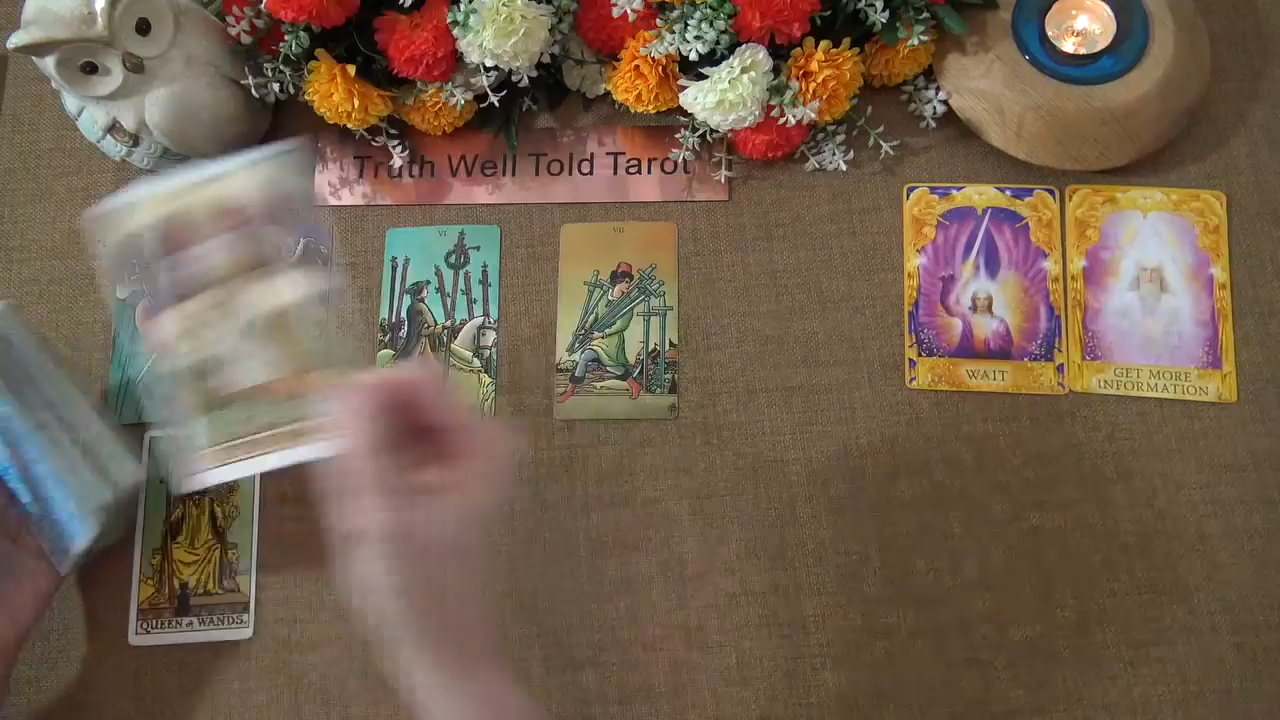 Truth Well Told Tarot
VI
VII
WAIT
GET MORE
INFORMATION
QUEEN of WANDS.